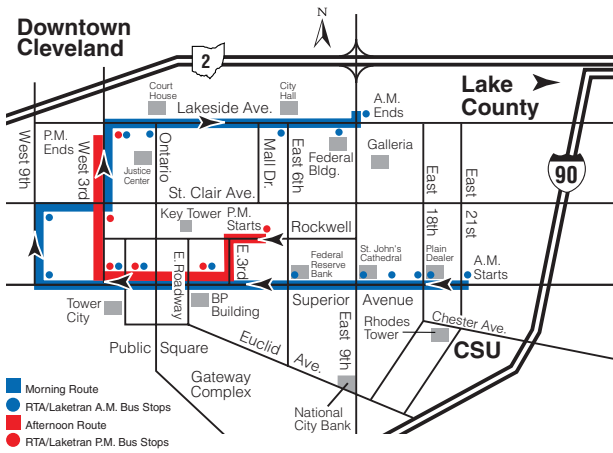 Downtown
Cleveland
N
2
Court
House
City
Hall
Lakeside Ave.
A.M.
Ends
Lake
County
West 9th
P.M.
Ends
West 3rd
Ontario
Justice
Center
Mall Dr.
East 6th
Federal
Bldg.
Galleria
90
St. Clair Ave.
East
18th
East
21st
Key Tower
P.M.
Starts
Rockwell
E. Roadway
E. 3rd
Federal
Reserve
Bank
St. John's
Cathedral
Plain
Dealer
A.M.
Starts
Tower
City
BP
Building
Superior
Avenue
East 9th
Rhodes
Tower
Chester Ave.
CSU
Public
Square
Euclid
Ave.
Gateway
Complex
National
City Bank
Morning Route
RTA/Laketran A.M. Bus Stops
Afternoon Route
RTA/Laketran P.M. Bus Stops